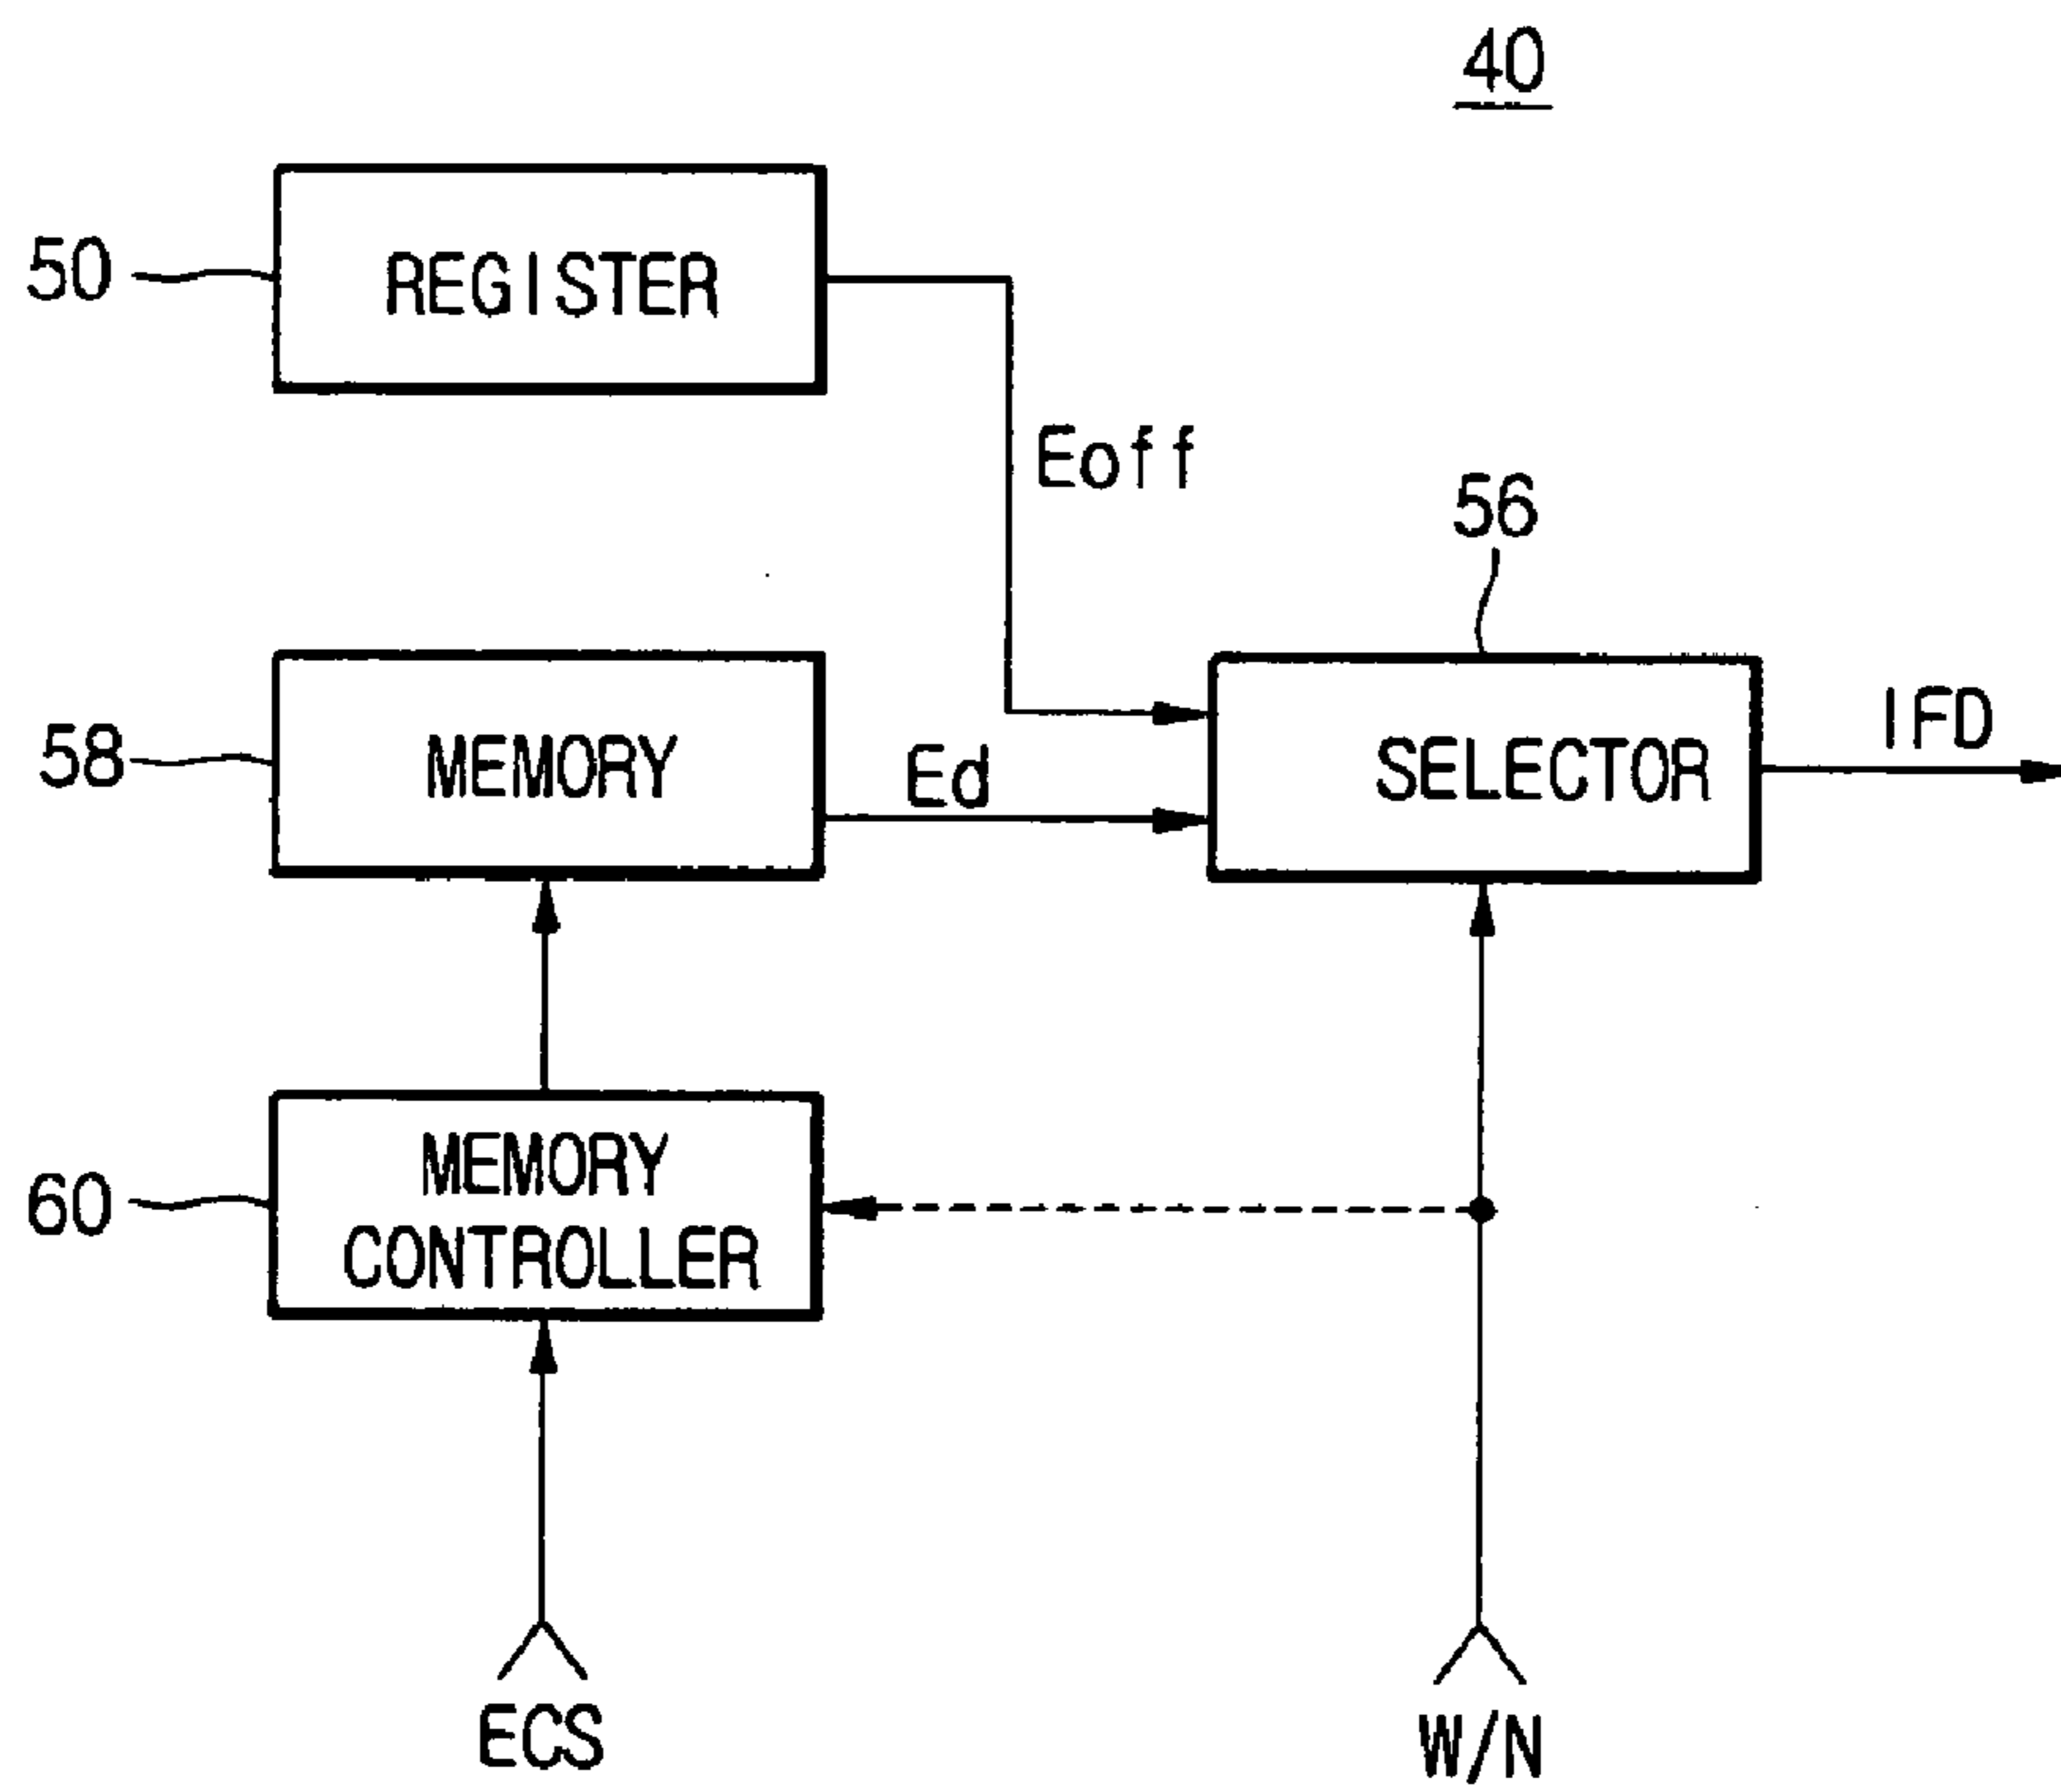 40
50
REGISTER
Eoff
56
58
MEMORY
Ed
SELECTOR
IFD
60
MEMORY
CONTROLLER
ECS
W/N